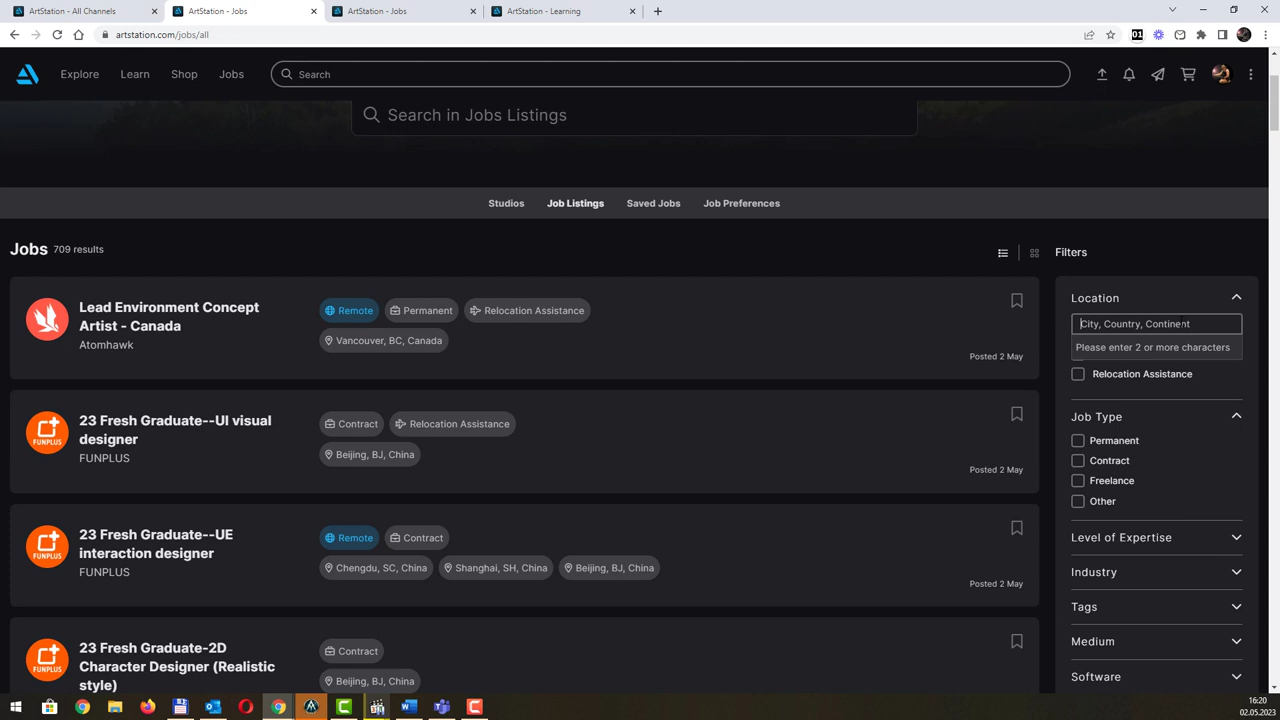 ArtStation - All Channels
ArtStation - Jobs
ArtStation - Jobs
ArtStation - Learning
artstation.com/jobs/all
01
Explore
Learn
Shop
Jobs
Search
Search in Jobs Listings
Studios
Job Listings
Saved Jobs
Job Preferences
Jobs 709 results
Filters
Lead Environment Concept
Artist - Canada
Atomhawk
Remote
Permanent
Relocation Assistance
Vancouver, BC, Canada
Posted 2 May
FUNPLUS
23 Fresh Graduate--UI visual
designer
FUNPLUS
Contract
Relocation Assistance
Beijing, BJ, China
Posted 2 May
FUNPLUS
23 Fresh Graduate--UE
interaction designer
FUNPLUS
Remote
Contract
Chengdu, SC, China
Shanghai, SH, China
Beijing, BJ, China
Posted 2 May
FUNPLUS
23 Fresh Graduate-2D
Character Designer (Realistic
style)
Contract
Beijing, BJ, China
Location
City, Country, Continent
Please enter 2 or more characters
Relocation Assistance
Job Type
Permanent
Contract
Freelance
Other
Level of Expertise
Industry
Tags
Medium
Software
16:20
02.05.2023